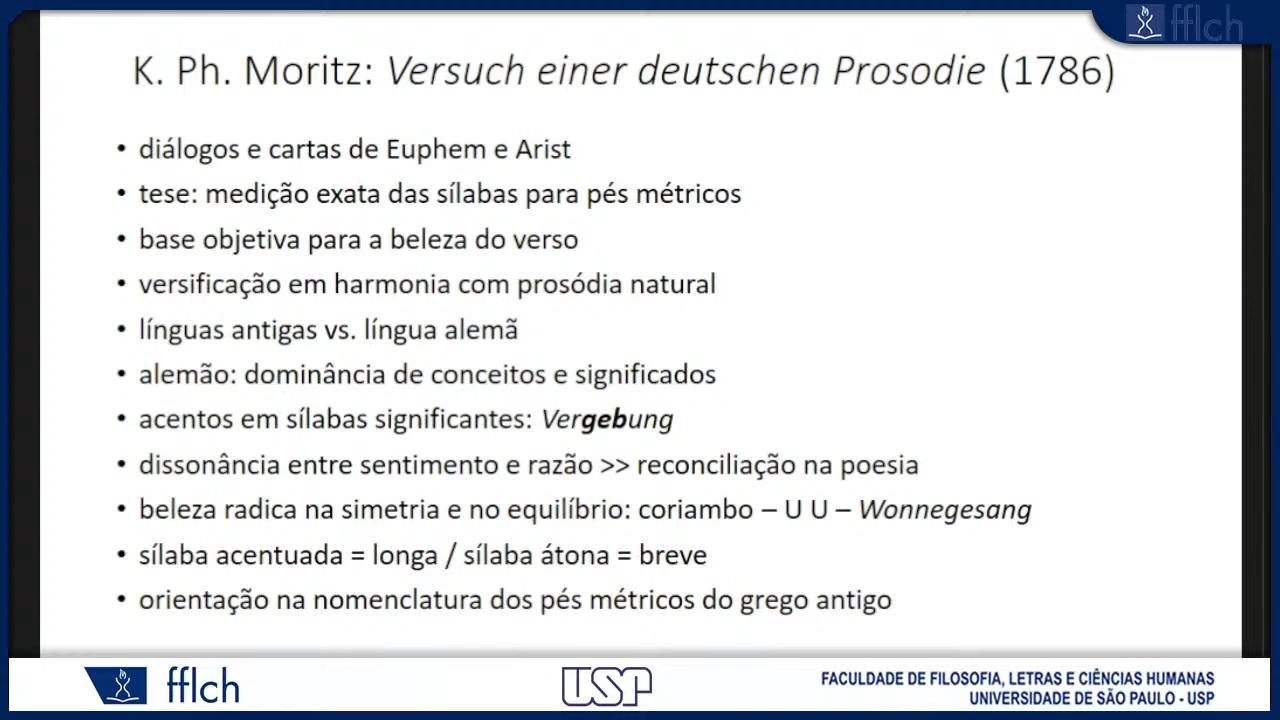 fflch
K. Ph. Moritz: Versuch einer deutschen Prosodie (1786)
• diálogos e cartas de Euphem e Arist
• tese: medição exata das sílabas para pés métricos
• base objetiva para a beleza do verso
• versificação em harmonia com prosódia natural
• línguas antigas vs. língua alemã
• alemão: dominância de conceitos e significados
• acentos em sílabas significantes: Vergebung
• dissonância entre sentimento e razão >> reconciliação na poesia
• beleza radica na simetria e no equilíbrio: coriambo – U U – Wonnegesang
• sílaba acentuada = longa / sílaba átona = breve
• orientação na nomenclatura dos pés métricos do grego antigo
fflch
USP
FACULDADE DE FILOSOFIA, LETRAS E CIÊNCIAS HUMANAS
UNIVERSIDADE DE SÃO PAULO - USP